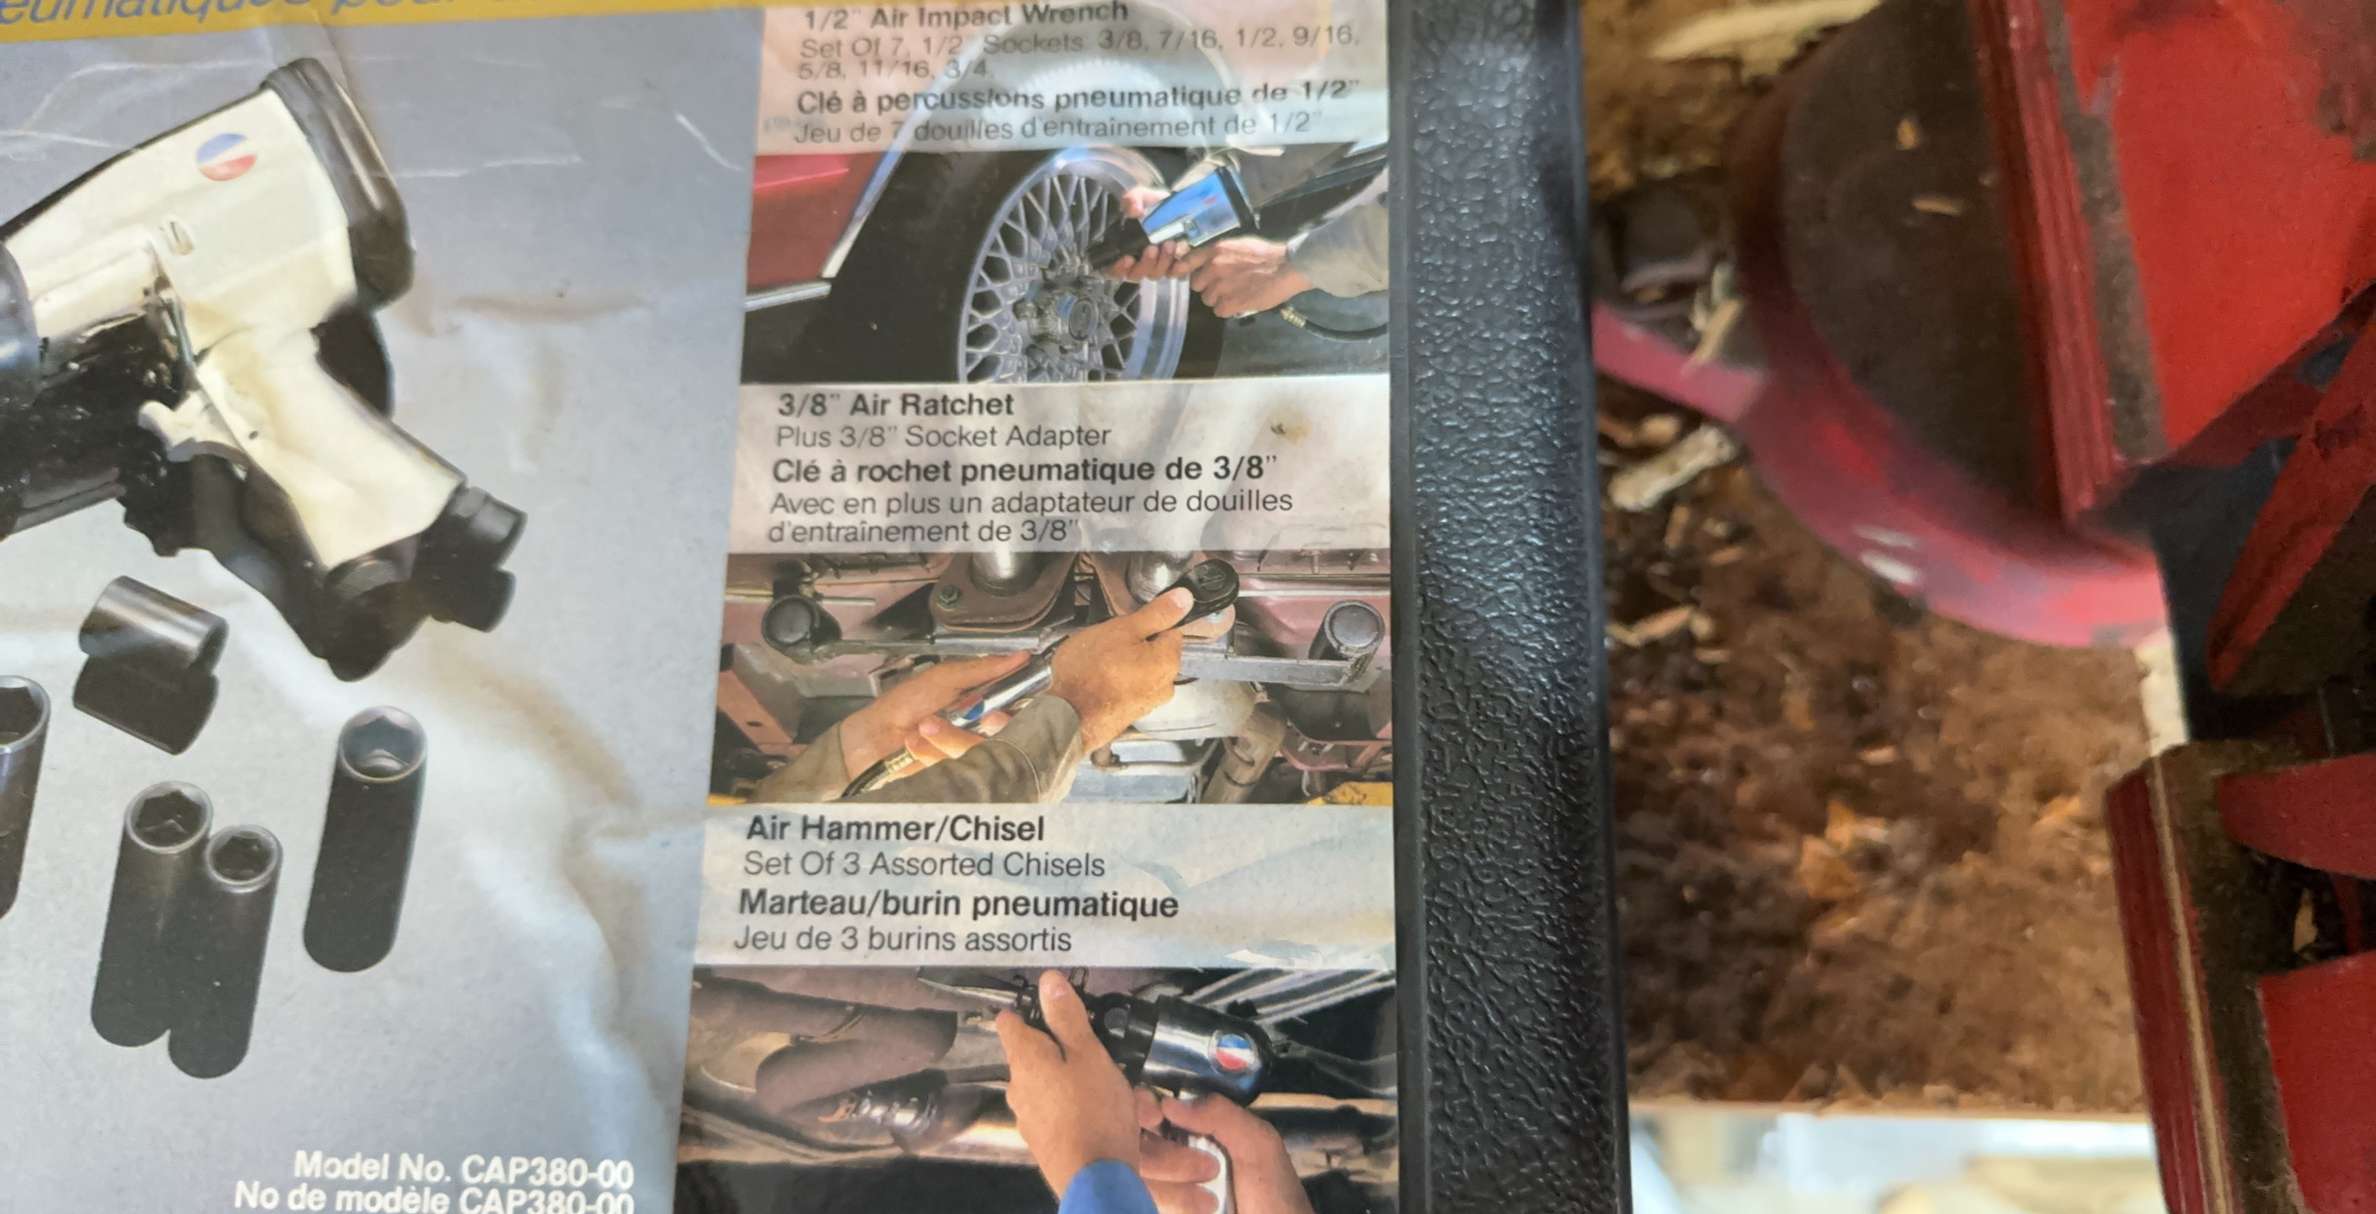 1/2" Air Impact Wrench
Set Of 7, 1/2" Sockets 3/8, 7/16, 1/2, 9/16,
5/8, 11/16, 3/4
Clé à percussions pneumatique de 1/2"
Jeu de 7 douilles d'entraînement de 1/2"
3/8" Air Ratchet
Plus 3/8" Socket Adapter
Clé à rochet pneumatique de 3/8"
Avec en plus un adaptateur de douilles
d'entraînement de 3/8"
Air Hammer/Chisel
Set Of 3 Assorted Chisels
Marteau/burin pneumatique
Jeu de 3 burins assortis
Model No. CAP380-00
No de modèle CAP380-00